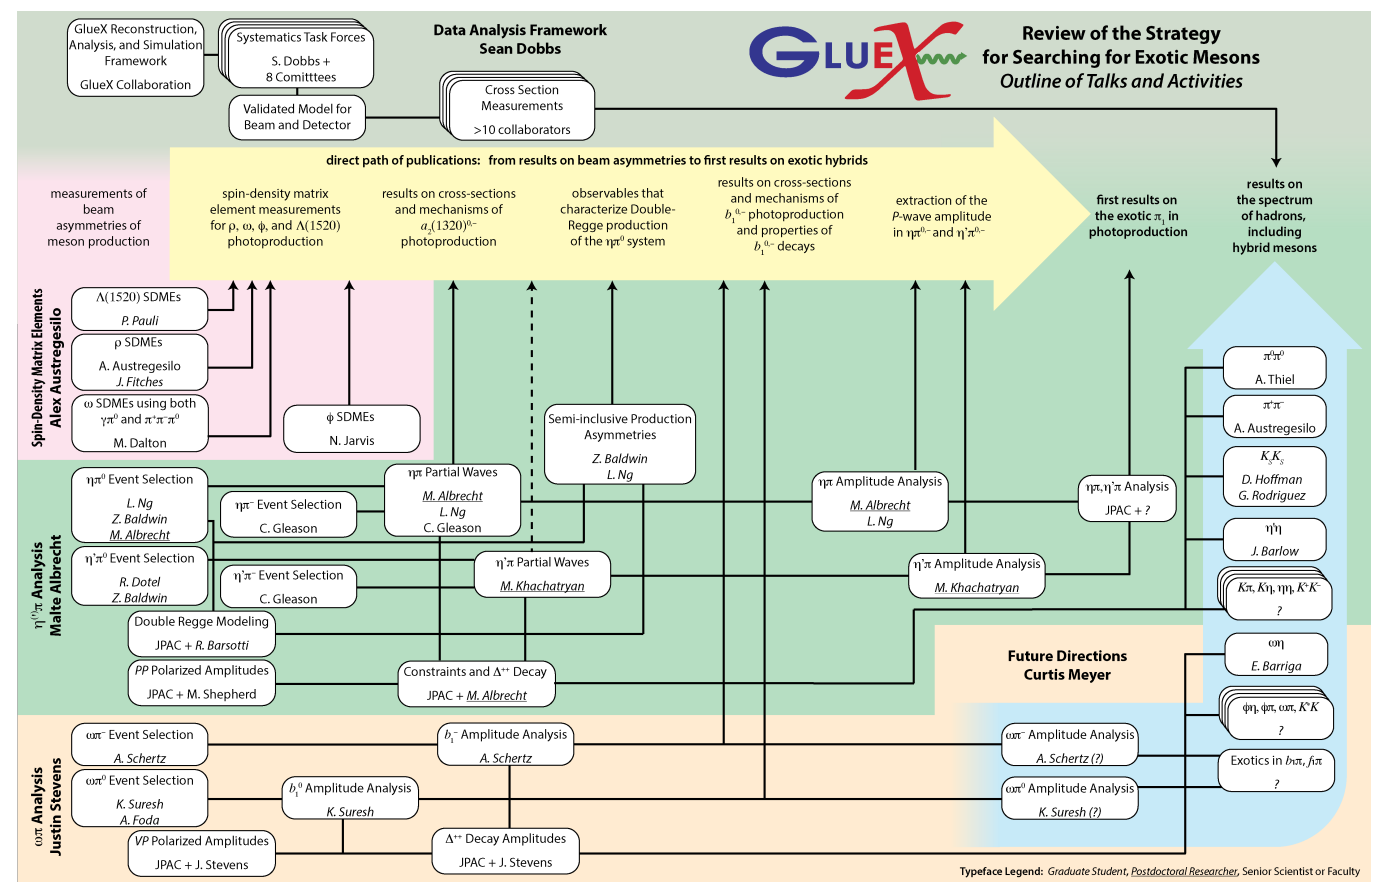 GlueX Reconstruction,
Analysis, and Simulation
Framework
GlueX Collaboration
Systematics Task Forces
S. Dobbs +
8 Comitttees
Validated Model for
Beam and Detector
Data Analysis Framework
Sean Dobbs
Cross Section
Measurements
>10 collaborators
GLUEX
Review of the Strategy
for Searching for Exotic Mesons
Outline of Talks and Activities
direct path of publications: from results on beam asymmetries to first results on exotic hybrids
measurements of
beam
asymmetries of
meson production
spin-density matrix
element measurements
for ρ, ω, ϕ, and Λ(1520)
photoproduction
results on cross-sections
and mechanisms of
a₂(1320)⁰,⁻
photoproduction
observables that
characterize Double-
Regge production
of the ηπ⁰ system
results on cross-sections
and mechanisms of
b₁⁰,⁻ photoproduction
and properties of
b₁⁰,⁻ decays
extraction of the
P-wave amplitude
in ηπ⁰,⁻ and η'π⁰,⁻
first results on
the exotic π₁ in
photoproduction
results on
the spectrum
of hadrons,
including
hybrid mesons
Spin-Density Matrix Elements
Alex Austregesilo
Λ(1520) SDMEs
P. Pauli
ρ SDMEs
A. Austregesilo
J. Fitches
ω SDMEs using both
γπ⁰ and π⁺π⁻π⁰
M. Dalton
ϕ SDMEs
N. Jarvis
Semi-inclusive Production
Asymmetries
Z. Baldwin
L. Ng
η⁽'⁾π Analysis
Malte Albrecht
ηπ⁰ Event Selection
L. Ng
Z. Baldwin
M. Albrecht
ηπ⁻ Event Selection
C. Gleason
ηπ Partial Waves
M. Albrecht
L. Ng
C. Gleason
ηπ Amplitude Analysis
M. Albrecht
L. Ng
ηπ, η'π Analysis
JPAC + ?
η'π⁰ Event Selection
R. Dotel
Z. Baldwin
η'π⁻ Event Selection
C. Gleason
η'π Partial Waves
M. Khachatryan
η'π Amplitude Analysis
M. Khachatryan
Double Regge Modeling
JPAC + R. Barsotti
PP Polarized Amplitudes
JPAC + M. Shepherd
Constraints and Δ⁺⁺ Decay
JPAC + M. Albrecht
π⁰π⁰
A. Thiel
π⁺π⁻
A. Austregesilo
KₛKₛ
D. Hoffman
G. Rodriguez
η'η
J. Barlow
Kπ, Kη, ηη, K⁺K⁻
?
Future Directions
Curtis Meyer
ωη
E. Barriga
ϕη, ϕπ, ωπ, K*K
?
Exotics in b₁π, f₁π
?
ωπ Analysis
Justin Stevens
ωπ⁻ Event Selection
A. Schertz
b₁⁻ Amplitude Analysis
A. Schertz
ωπ⁻ Amplitude Analysis
A. Schertz (?)
ωπ⁰ Event Selection
K. Suresh
A. Foda
b₁⁰ Amplitude Analysis
K. Suresh
ωπ⁰ Amplitude Analysis
K. Suresh (?)
VP Polarized Amplitudes
JPAC + J. Stevens
Δ⁺⁺ Decay Amplitudes
JPAC + J. Stevens
Typeface Legend: Graduate Student, Postdoctoral Researcher, Senior Scientist or Faculty